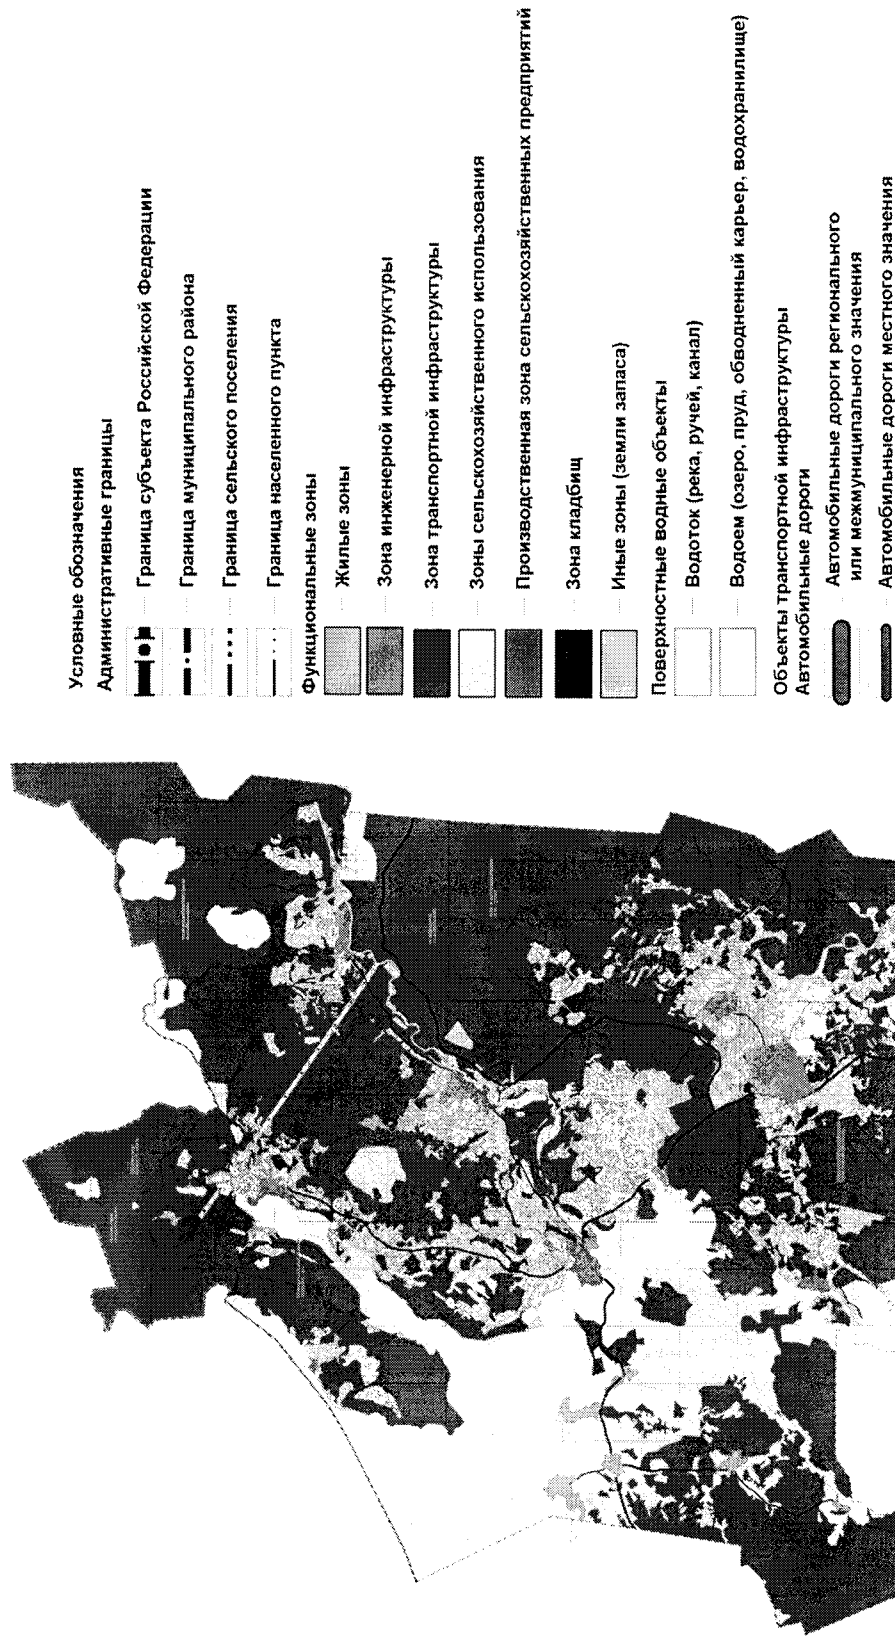 Условные обозначения
Административные границы
Граница субъекта Российской Федерации
Граница муниципального района
Граница сельского поселения
Граница населенного пункта
Функциональные зоны
Жилые зоны
Зона инженерной инфраструктуры
Зона транспортной инфраструктуры
Зоны сельскохозяйственного использования
Производственная зона сельскохозяйственных предприятий
Зона кладбищ
Иные зоны (земли запаса)
Поверхностные водные объекты
Водоток (река, ручей, канал)
Водоем (озеро, пруд, обводненный карьер, водохранилище)
Объекты транспортной инфраструктуры
Автомобильные дороги
Автомобильные дороги регионального
или межмуниципального значения
Автомобильные дороги местного значения